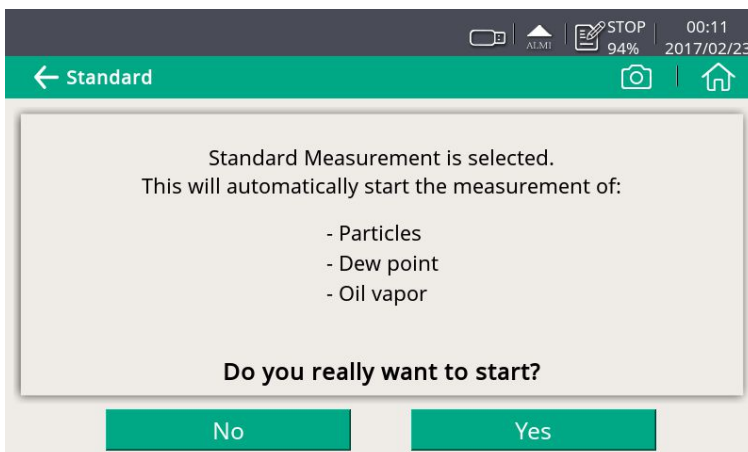 ALMI
STOP
94%
00:11
2017/02/23
Standard
Standard Measurement is selected.
This will automatically start the measurement of:
- Particles
- Dew point
- Oil vapor
Do you really want to start?
No
Yes